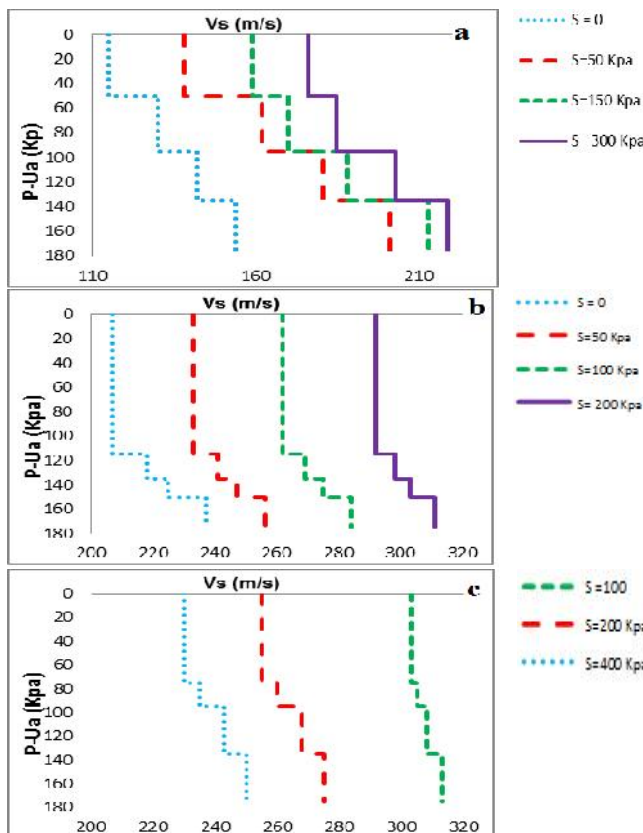 Vs (m/s)
a
P-Ua (Kp)
0
20
40
60
80
100
120
140
160
180
110
160
210
S = 0
S=50 Kpa
S=150 Kpa
S 300 Kpa
Vs (m/s)
b
P-Ua (Kpa)
0
20
40
60
80
100
120
140
160
180
200
220
240
260
280
300
320
S = 0
S=50 Kpa
S=100 Kpa
S= 200 Kpa
Vs (m/s)
c
P-Ua (Kpa)
0
20
40
60
80
100
120
140
160
180
200
220
240
260
280
300
320
S =100
S=200 Kpa
S=400 Kpa